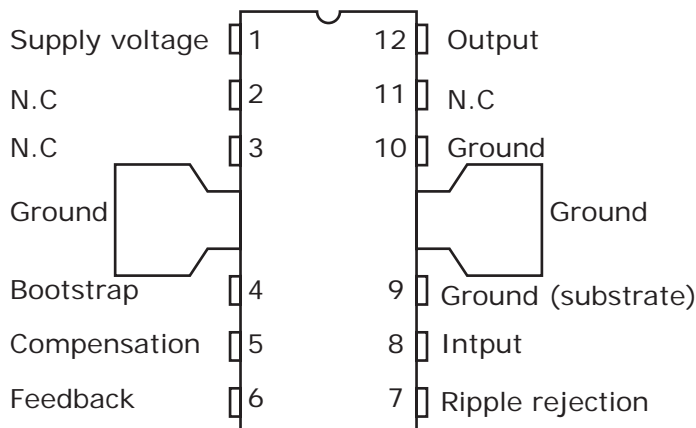 Supply voltage 1 12 Output
N.C 2 11 N.C
N.C 3 10 Ground
Ground Ground
Bootstrap 4 9 Ground (substrate)
Compensation 5 8 Intput
Feedback 6 7 Ripple rejection